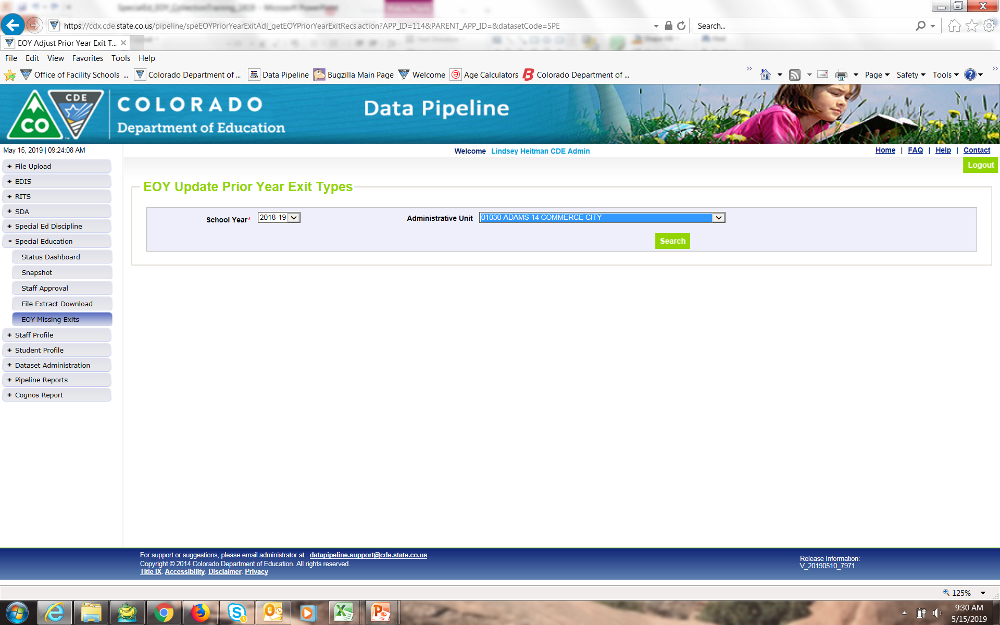 SpecialEd_EOY_CollectionTraining_1819 - Microsoft PowerPoint
https://cdx.cde.state.co.us/pipeline/speEOYPriorYearExitAdj_getEOYPriorYearExitRecs.action?APP_ID=114&PARENT_APP_ID=&datasetCode=SPE
Search...
EOY Adjust Prior Year Exit T...
File Edit View Favorites Tools Help
Office of Facility Schools ... Colorado Department of ... Data Pipeline Bugzilla Main Page Welcome Age Calculators Colorado Department of ... Page Safety Tools
CDE
CO
COLORADO
Department of Education
Data Pipeline
May 15, 2019 | 09:24:08 AM
Welcome Lindsey Heitman CDE Admin
Home | FAQ | Help | Contact
Logout
+ File Upload
+ EDIS
+ RITS
+ SDA
+ Special Ed Discipline
- Special Education
Status Dashboard
Snapshot
Staff Approval
File Extract Download
EOY Missing Exits
+ Staff Profile
+ Student Profile
+ Dataset Administration
+ Pipeline Reports
+ Cognos Report
EOY Update Prior Year Exit Types
School Year* 2018-19
Administrative Unit 01030-ADAMS 14 COMMERCE CITY
Search
For support or suggestions, please email administrator at : datapipeline.support@cde.state.co.us.
Copyright © 2014 Colorado Department of Education. All rights reserved.
Title IX. Accessibility. Disclaimer. Privacy
Release Information:
V_20190510_7971
125%
9:30 AM
5/15/2019